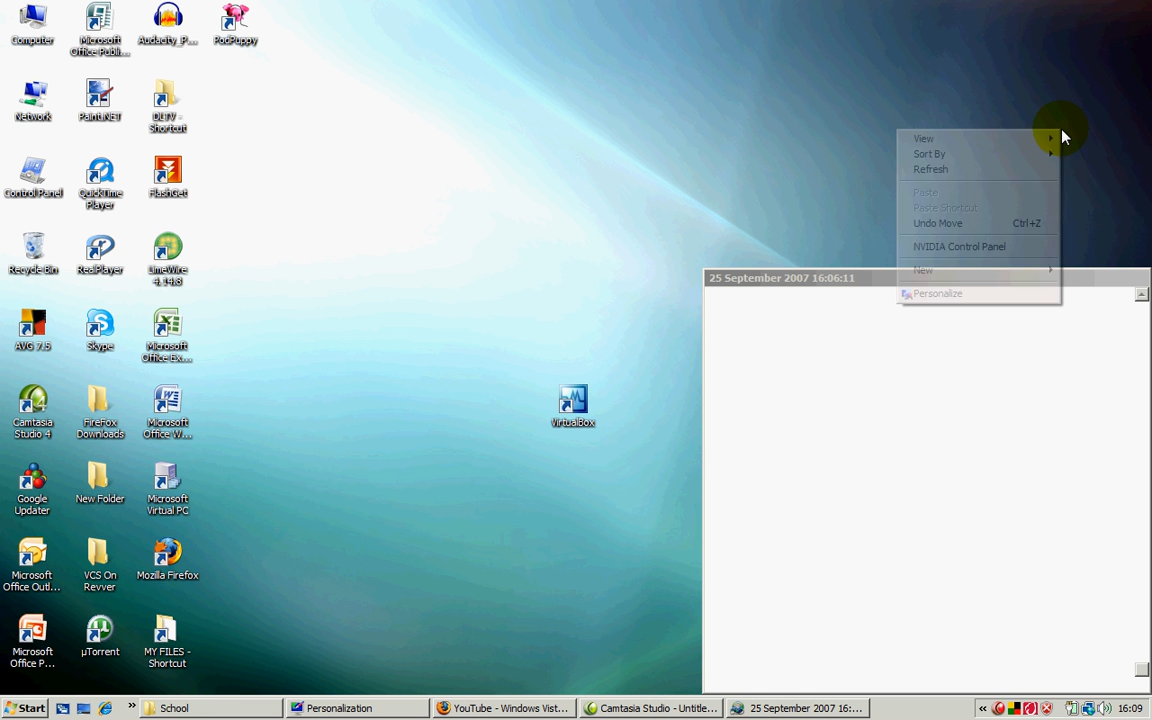 Computer
Microsoft
Office Publi...
Audacity_P...
PodPuppy
Network
Paint.NET
DLTV -
Shortcut
Control Panel
QuickTime
Player
FlashGet
Recycle Bin
RealPlayer
LimeWire
4.14.8
AVG 7.5
Skype
Microsoft
Office Ex...
Camtasia
Studio 4
FireFox
Downloads
Microsoft
Office W...
Google
Updater
New Folder
Microsoft
Virtual PC
Microsoft
Office Outl...
VCS On
Revver
Mozilla Firefox
Microsoft
Office P...
µTorrent
MY FILES -
Shortcut
VirtualBox
View
Sort By
Refresh
Paste
Paste Shortcut
Undo Move Ctrl+Z
NVIDIA Control Panel
New
Personalize
25 September 2007 16:06:11
Start
School
Personalization
YouTube - Windows Vist...
Camtasia Studio - Untitle...
25 September 2007 16:...
16:09